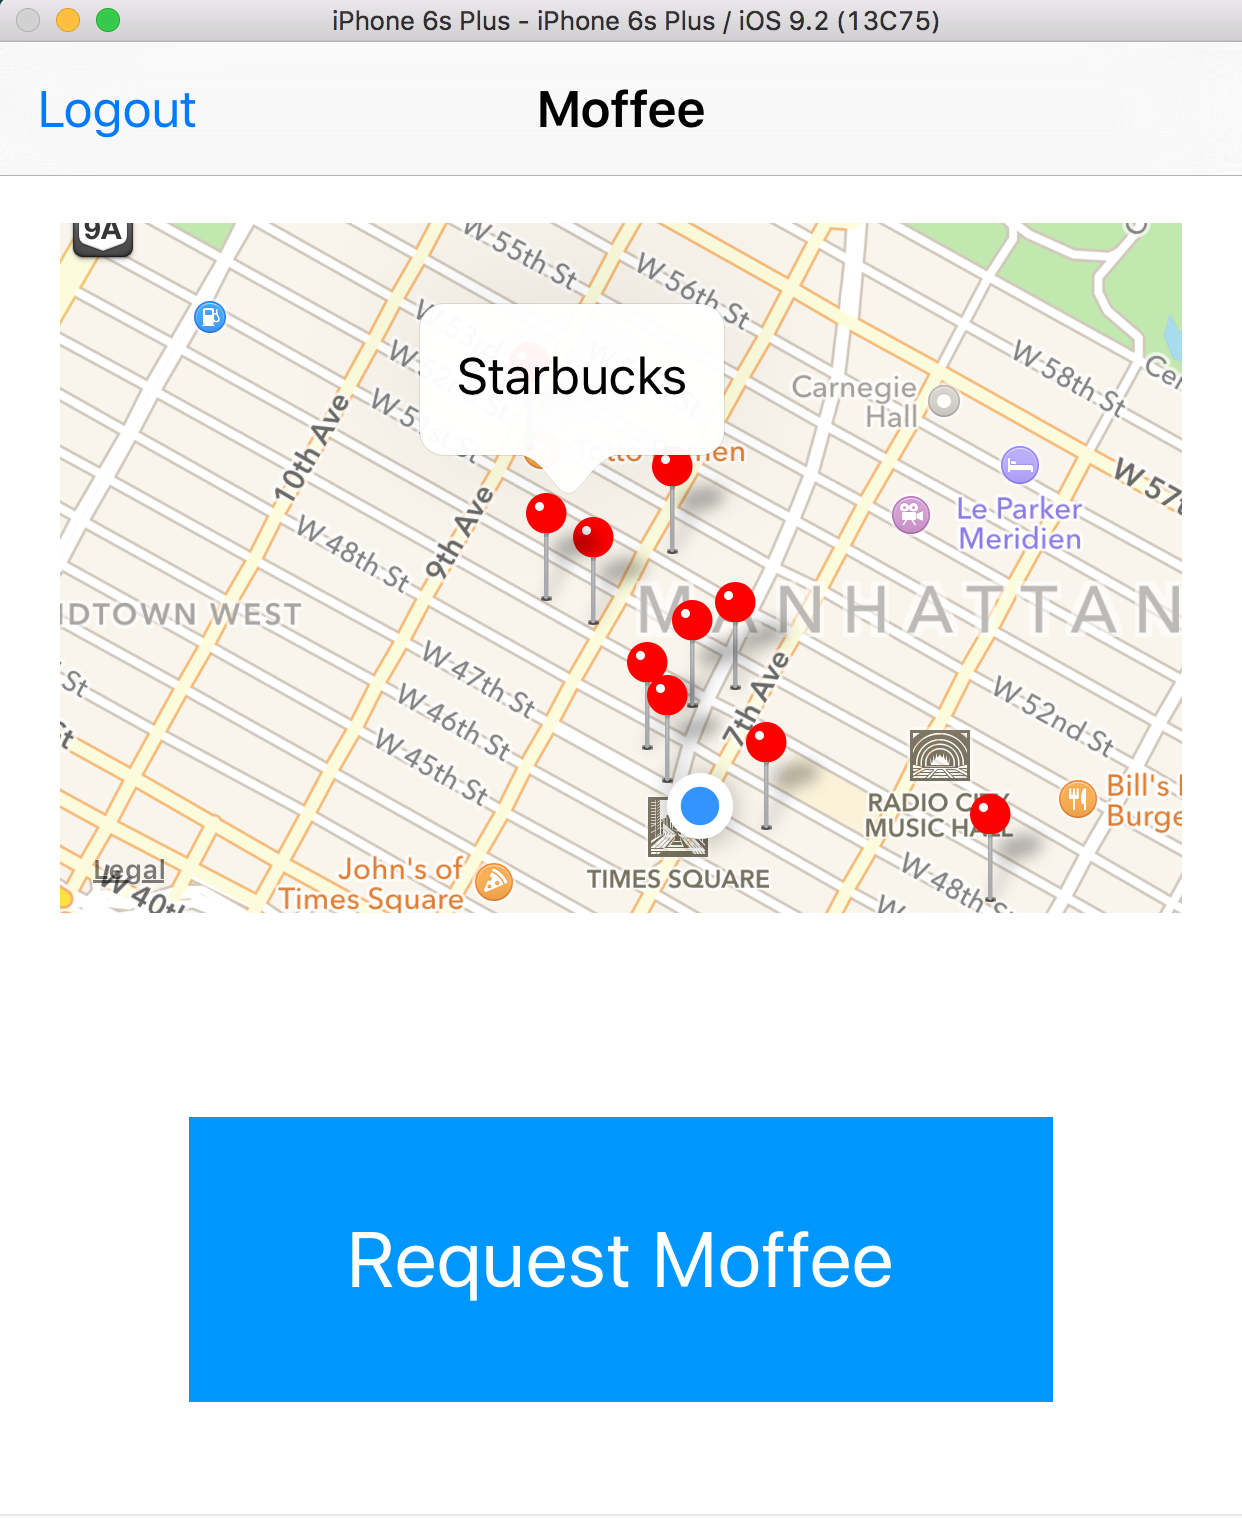 iPhone 6s Plus - iPhone 6s Plus / iOS 9.2 (13C75)
Logout
Moffee
9A
W 55th St
W 56th St
Starbucks
W 58th St
Carnegie
Hall
10th Ave
9th Ave
W 57t
Le Parker
Meridien
W 48th St
MANHATTAN
IDTOWN WEST
W 47th St
W 46th St
W 45th St
7th Ave
W 52nd St
St
RADIO CITY
MUSIC HALL
Bill's
Burge
TIMES SQUARE
John's of
Times Square
Legal
W 40th
W 48th St
Request Moffee